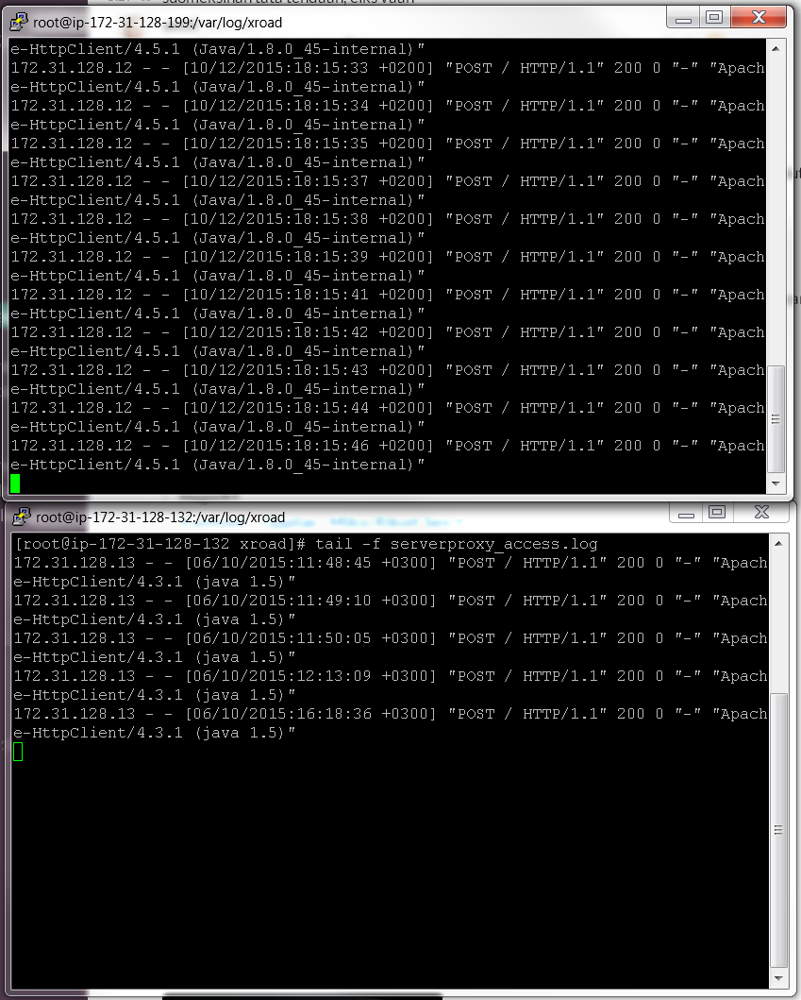 suomeksihan tätä tehdään, eiks vaan
root@ip-172-31-128-199:/var/log/xroad
e-HttpClient/4.5.1 (Java/1.8.0_45-internal)"
172.31.128.12 - - [10/12/2015:18:15:33 +0200] "POST / HTTP/1.1" 200 0 "-" "Apach
e-HttpClient/4.5.1 (Java/1.8.0_45-internal)"
172.31.128.12 - - [10/12/2015:18:15:34 +0200] "POST / HTTP/1.1" 200 0 "-" "Apach
e-HttpClient/4.5.1 (Java/1.8.0_45-internal)"
172.31.128.12 - - [10/12/2015:18:15:35 +0200] "POST / HTTP/1.1" 200 0 "-" "Apach
e-HttpClient/4.5.1 (Java/1.8.0_45-internal)"
172.31.128.12 - - [10/12/2015:18:15:37 +0200] "POST / HTTP/1.1" 200 0 "-" "Apach
e-HttpClient/4.5.1 (Java/1.8.0_45-internal)"
172.31.128.12 - - [10/12/2015:18:15:38 +0200] "POST / HTTP/1.1" 200 0 "-" "Apach
e-HttpClient/4.5.1 (Java/1.8.0_45-internal)"
172.31.128.12 - - [10/12/2015:18:15:39 +0200] "POST / HTTP/1.1" 200 0 "-" "Apach
e-HttpClient/4.5.1 (Java/1.8.0_45-internal)"
172.31.128.12 - - [10/12/2015:18:15:41 +0200] "POST / HTTP/1.1" 200 0 "-" "Apach
e-HttpClient/4.5.1 (Java/1.8.0_45-internal)"
172.31.128.12 - - [10/12/2015:18:15:42 +0200] "POST / HTTP/1.1" 200 0 "-" "Apach
e-HttpClient/4.5.1 (Java/1.8.0_45-internal)"
172.31.128.12 - - [10/12/2015:18:15:43 +0200] "POST / HTTP/1.1" 200 0 "-" "Apach
e-HttpClient/4.5.1 (Java/1.8.0_45-internal)"
172.31.128.12 - - [10/12/2015:18:15:44 +0200] "POST / HTTP/1.1" 200 0 "-" "Apach
e-HttpClient/4.5.1 (Java/1.8.0_45-internal)"
172.31.128.12 - - [10/12/2015:18:15:46 +0200] "POST / HTTP/1.1" 200 0 "-" "Apach
e-HttpClient/4.5.1 (Java/1.8.0_45-internal)"
root@ip-172-31-128-132:/var/log/xroad
[root@ip-172-31-128-132 xroad]# tail -f serverproxy_access.log
172.31.128.13 - - [06/10/2015:11:48:45 +0300] "POST / HTTP/1.1" 200 0 "-" "Apach
e-HttpClient/4.3.1 (java 1.5)"
172.31.128.13 - - [06/10/2015:11:49:10 +0300] "POST / HTTP/1.1" 200 0 "-" "Apach
e-HttpClient/4.3.1 (java 1.5)"
172.31.128.13 - - [06/10/2015:11:50:05 +0300] "POST / HTTP/1.1" 200 0 "-" "Apach
e-HttpClient/4.3.1 (java 1.5)"
172.31.128.13 - - [06/10/2015:12:13:09 +0300] "POST / HTTP/1.1" 200 0 "-" "Apach
e-HttpClient/4.3.1 (java 1.5)"
172.31.128.13 - - [06/10/2015:16:18:36 +0300] "POST / HTTP/1.1" 200 0 "-" "Apach
e-HttpClient/4.3.1 (java 1.5)"